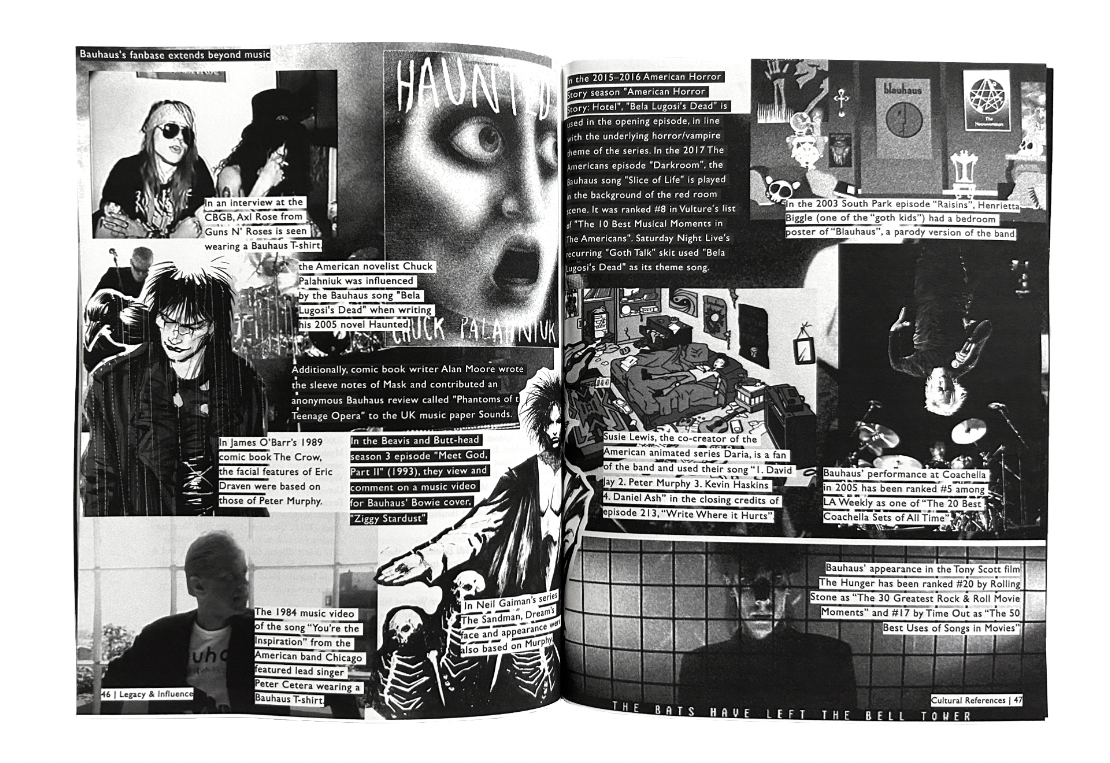 Bauhaus's fanbase extends beyond music
HAUNTED
In an interview at the
CBGB, Axl Rose from
Guns N' Roses is seen
wearing a Bauhaus T-shirt.
the American novelist Chuck
Palahniuk was influenced
by the Bauhaus song "Bela
Lugosi's Dead" when writing
his 2005 novel Haunted.
CHUCK PALAHNIUK
Additionally, comic book writer Alan Moore wrote
the sleeve notes of Mask and contributed an
anonymous Bauhaus review called "Phantoms of t
Teenage Opera" to the UK music paper Sounds.
In James O'Barr's 1989
comic book The Crow,
the facial features of Eric
Draven were based on
those of Peter Murphy.
In the Beavis and Butt-head
season 3 episode "Meet God,
Part II" (1993), they view and
comment on a music video
for Bauhaus' Bowie cover,
"Ziggy Stardust"
The 1984 music video
of the song "You're the
Inspiration" from the
American band Chicago
featured lead singer
Peter Cetera wearing a
Bauhaus T-shirt.
In Neil Gaiman's series
The Sandman, Dream's
face and appearance were
also based on Murphy.
46 | Legacy & Influence
In the 2015–2016 American Horror
Story season "American Horror
Story: Hotel", "Bela Lugosi's Dead" is
used in the opening episode, in line
with the underlying horror/vampire
theme of the series. In the 2017 The
Americans episode "Darkroom", the
Bauhaus song "Slice of Life" is played
in the background of the red room
scene. It was ranked #8 in Vulture's list
of "The 10 Best Musical Moments in
The Americans". Saturday Night Live's
recurring "Goth Talk" skit used "Bela
Lugosi's Dead" as its theme song.
blauhaus
The
Necronomicon
In the 2003 South Park episode "Raisins", Henrietta
Biggle (one of the "goth kids") had a bedroom
poster of "Blauhaus", a parody version of the band
Susie Lewis, the co-creator of the
American animated series Daria, is a fan
of the band and used their song "1. David
Jay 2. Peter Murphy 3. Kevin Haskins
4. Daniel Ash" in the closing credits of
episode 213, "Write Where it Hurts"
Bauhaus' performance at Coachella
in 2005 has been ranked #5 among
LA Weekly as one of "The 20 Best
Coachella Sets of All Time"
Bauhaus' appearance in the Tony Scott film
The Hunger has been ranked #20 by Rolling
Stone as "The 30 Greatest Rock & Roll Movie
Moments" and #17 by Time Out as "The 50
Best Uses of Songs in Movies"
Cultural References | 47
THE BATS HAVE LEFT THE BELL TOWER